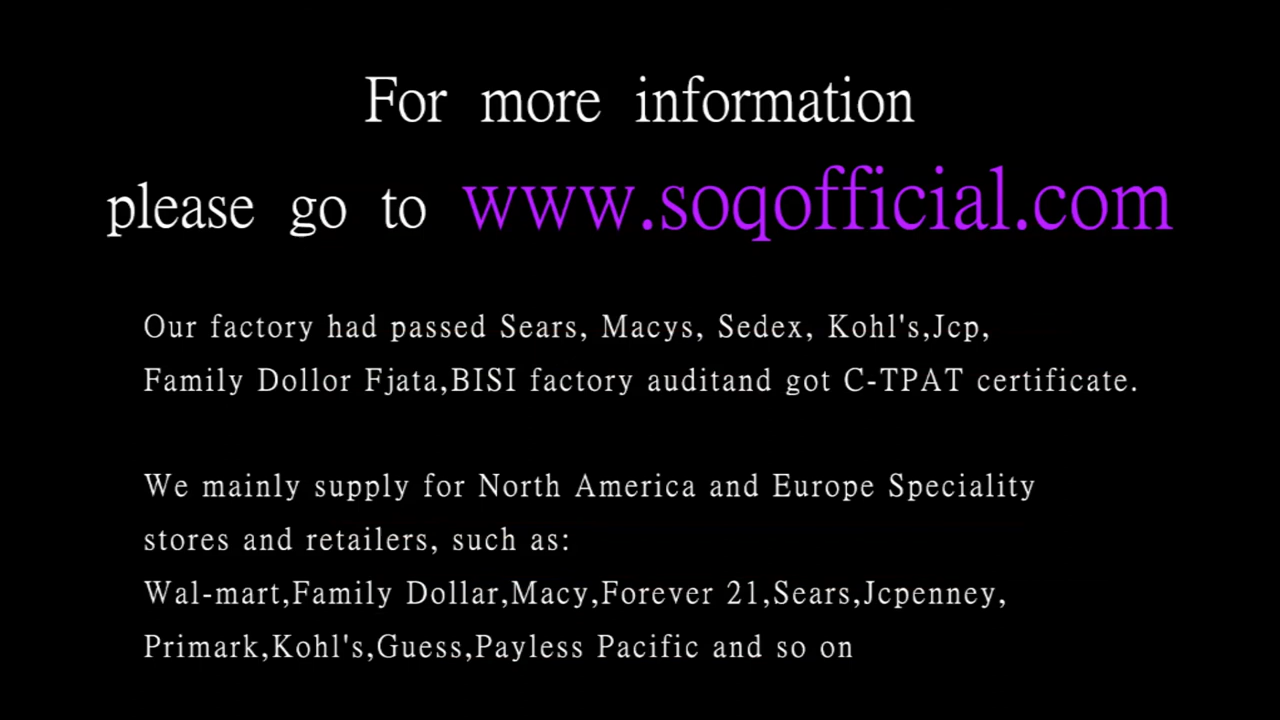 For more information
please go to www.soqofficial.com
Our factory had passed Sears, Macys, Sedex, Kohl's,Jcp,
Family Dollor Fjata,BISI factory auditand got C-TPAT certificate.
We mainly supply for North America and Europe Speciality
stores and retailers, such as:
Wal-mart,Family Dollar,Macy,Forever 21,Sears,Jcpenney,
Primark,Kohl's,Guess,Payless Pacific and so on